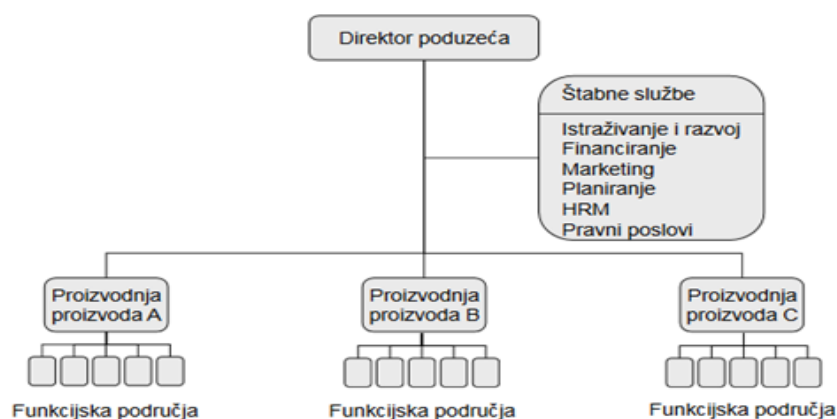 Direktor poduzeća
Štabne službe
Istraživanje i razvoj
Financiranje
Marketing
Planiranje
HRM
Pravni poslovi
Proizvodnja
proizvoda A
Proizvodnja
proizvoda B
Proizvodnja
proizvoda C
Funkcijska područja
Funkcijska područja
Funkcijska područja